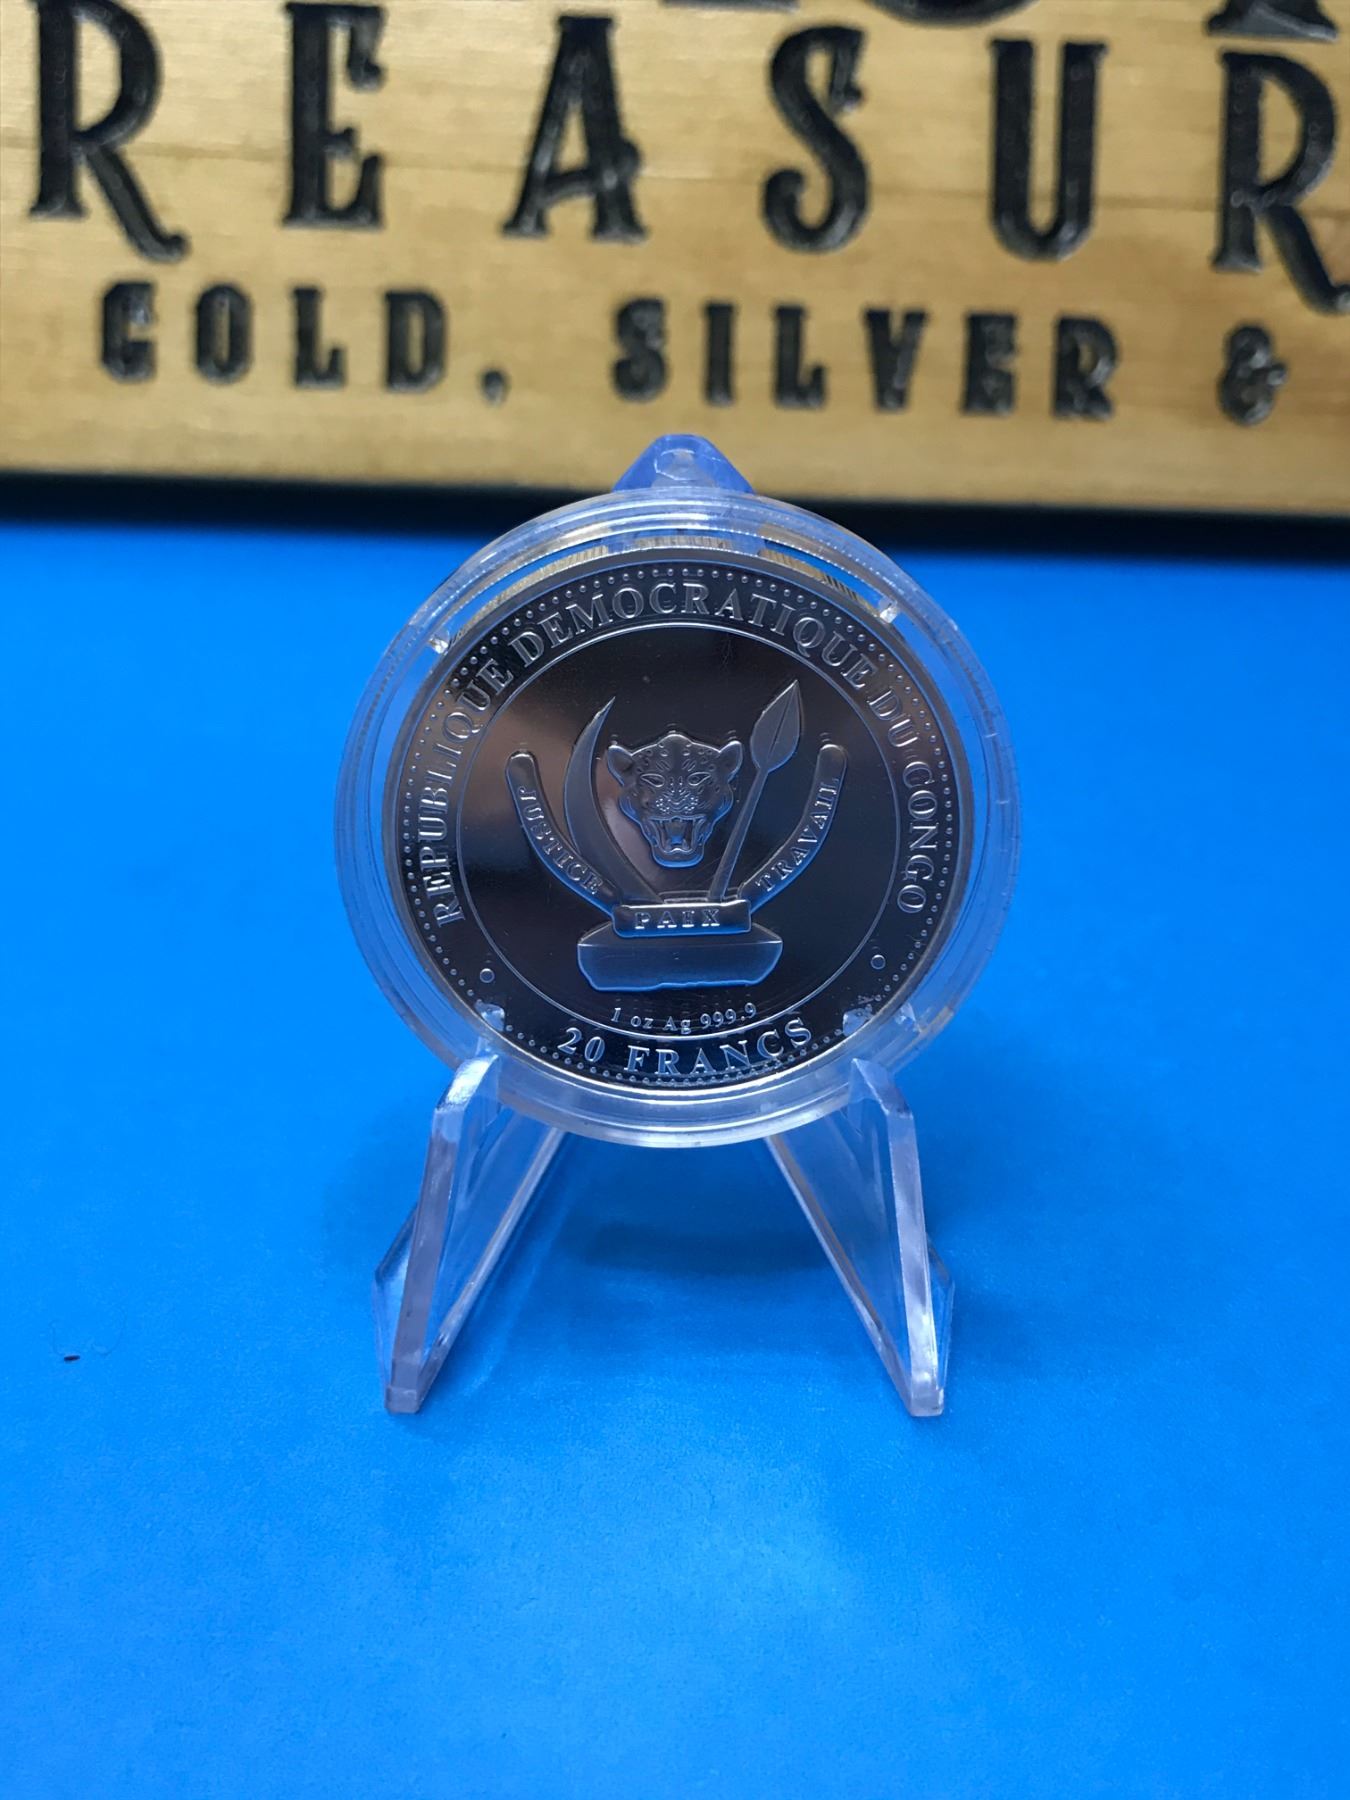 REASUR
GOLD, SILVER &
REPUBLIQUE DEMOCRATIQUE DU CONGO
JUSTICE
TRAVAIL
PAIX
1 oz Ag 999.9
20 FRANCS